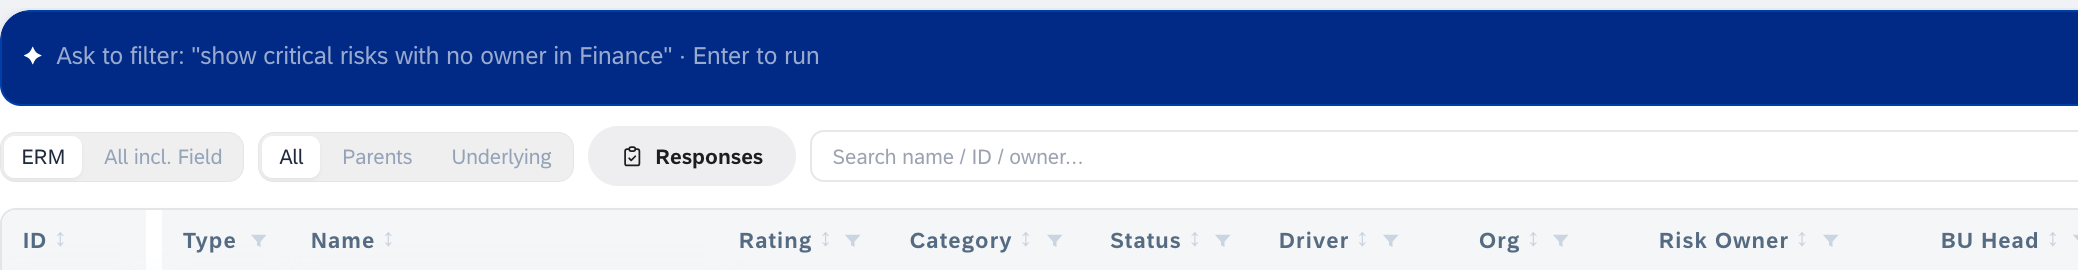 Ask to filter: "show critical risks with no owner in Finance" · Enter to run
ERM All incl. Field All Parents Underlying Responses Search name / ID / owner...
ID Type Name Rating Category Status Driver Org Risk Owner BU Head